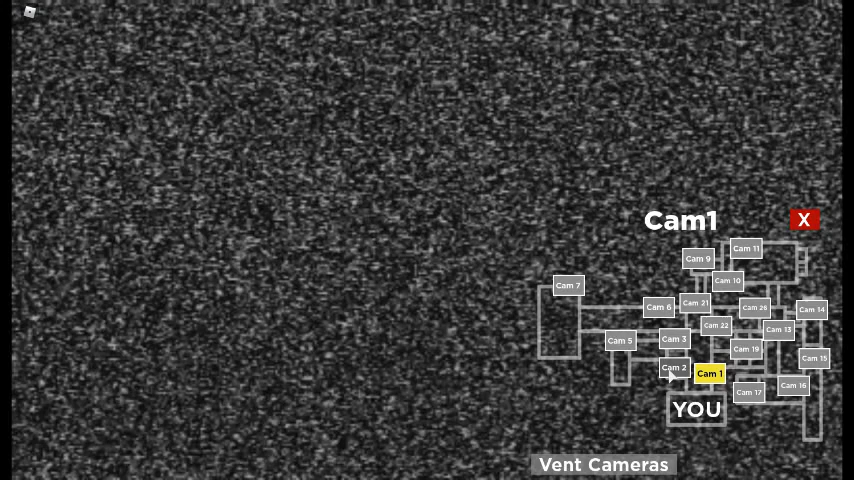 Cam1
X
Cam 11
Cam 9
Cam 10
Cam 7
Cam 21
Cam 6
Cam 14
Cam 22
Cam 13
Cam 3
Cam 5
Cam 19
Cam 15
Cam 2
Cam 1
Cam 16
Cam 17
YOU
Vent Cameras